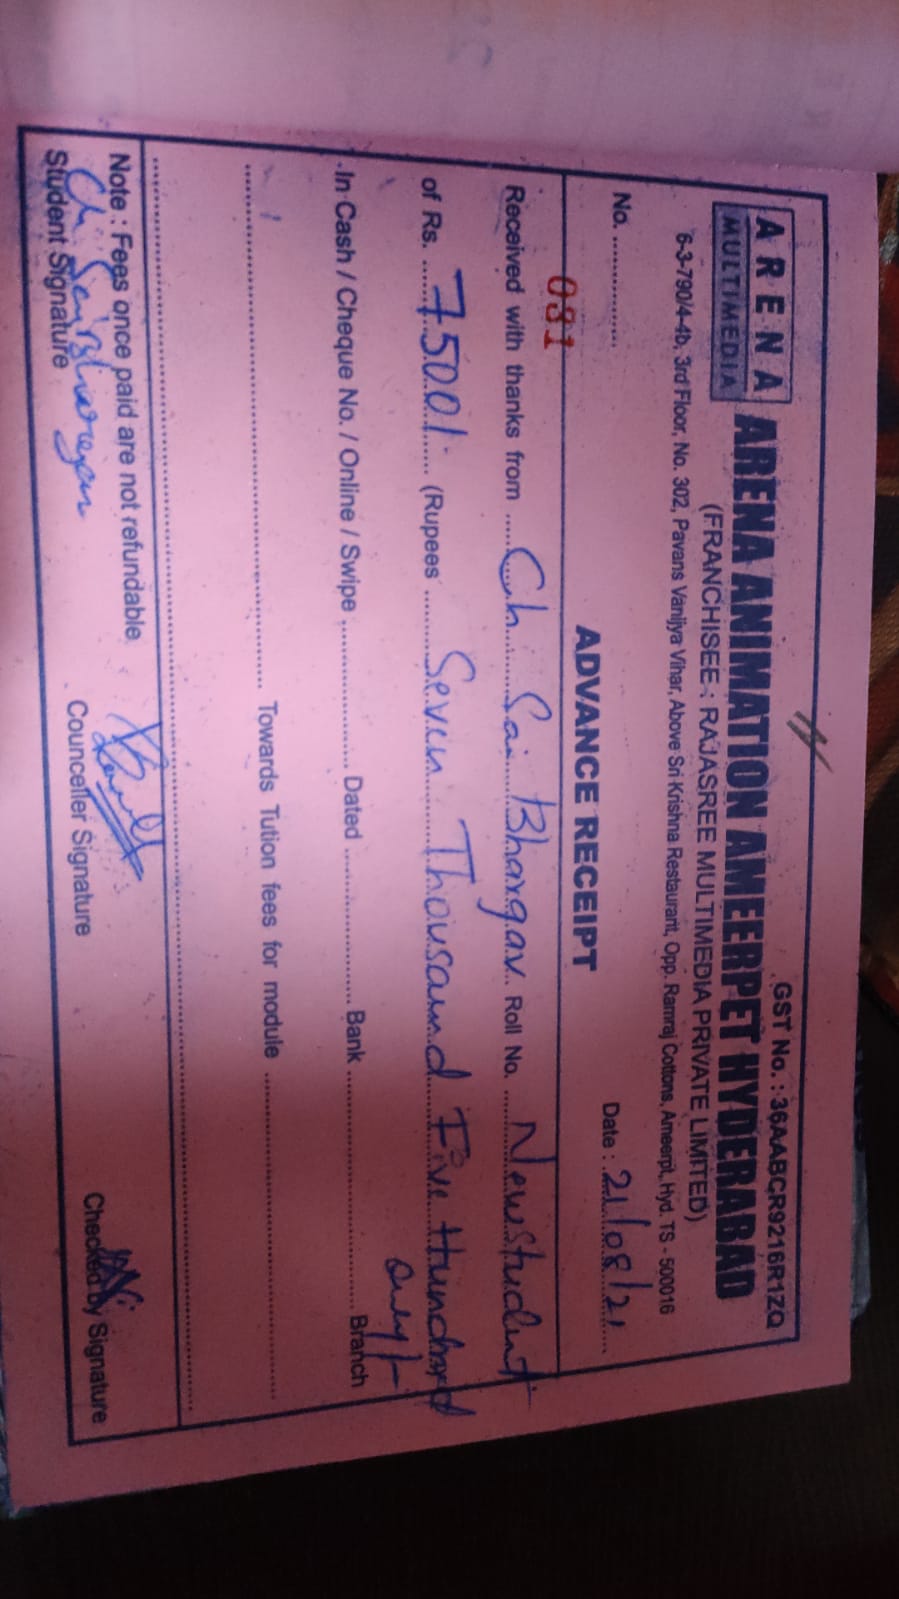 GST No. : 36AABCR9216R1ZQ
ARENA
MULTIMEDIA
ARENA ANIMATION AMEERPET HYDERABAD
(FRANCHISEE : RAJASREE MULTIMEDIA PRIVATE LIMITED)
6-3-790/4-4b, 3rd Floor, No. 302, Pavans Vanijya Vihar, Above Sri Krishna Restaurant, Opp. Ramraj Cottons, Ameerpt, Hyd. TS - 500016
No. ............ Date : 21/08/21
ADVANCE RECEIPT
031
Received with thanks from Ch Sai Bhargav Roll No. New Student
of Rs. 7500/- (Rupees Seven Thousand Five Hundred
only/-
In Cash / Cheque No. / Online / Swipe ............ Dated ............ Bank ............ Branch
............ Towards Tution fees for module ............
Note : Fees once paid are not refundable
Student Signature Counceller Signature Checked by Signature